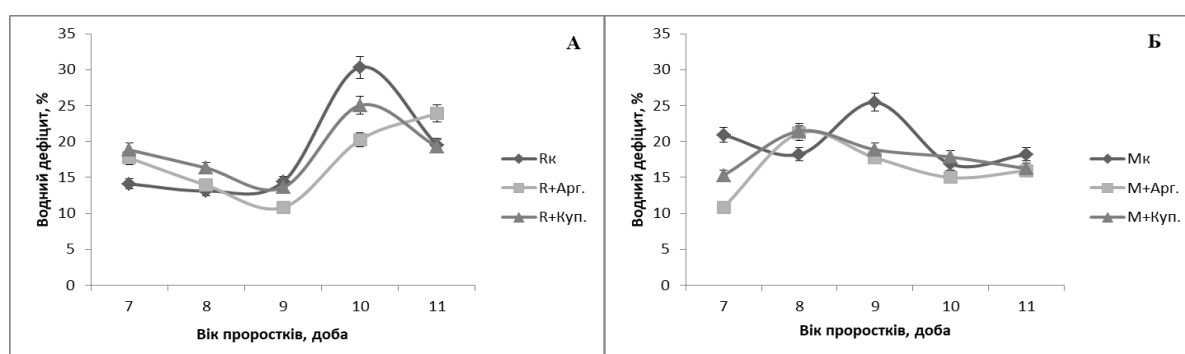 А
Водний дефіцит, %
35
30
25
20
15
10
5
0
7 8 9 10 11
Вік проростків, доба
Rк
R+Арг.
R+Куп.
Б
Водний дефіцит, %
35
30
25
20
15
10
5
0
7 8 9 10 11
Вік проростків, доба
Мк
М+Арг.
М+Куп.